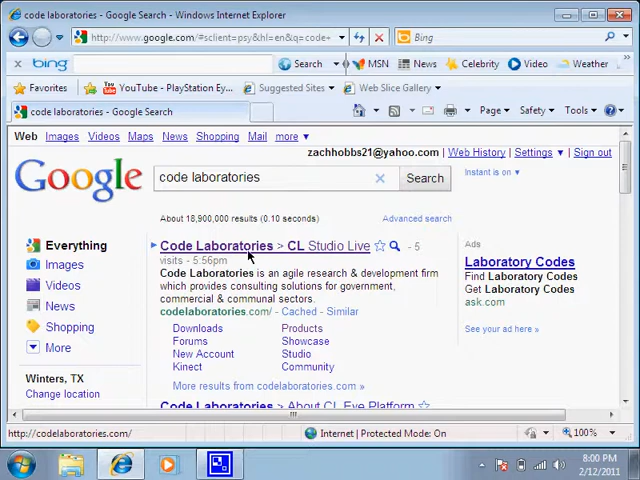 code laboratories - Google Search - Windows Internet Explorer
http://www.google.com/#sclient=psy&hl=en&q=code+
Bing
bing Search MSN News Celebrity Video Weather
Favorites YouTube - PlayStation Ey... Suggested Sites Web Slice Gallery
code laboratories - Google Search Page Safety Tools
Web Images Videos Maps News Shopping Mail more
zachhobbs21@yahoo.com | Web History | Settings | Sign out
Google
code laboratories
Search
Instant is on
About 18,900,000 results (0.10 seconds) Advanced search
Everything
Images
Videos
News
Shopping
More
Winters, TX
Change location
Code Laboratories > CL Studio Live - 5
visits - 5:56pm
Code Laboratories is an agile research & development firm
which provides consulting solutions for government,
commercial & communal sectors.
codelaboratories.com/ - Cached - Similar
Downloads Products
Forums Showcase
New Account Studio
Kinect Community
More results from codelaboratories.com »
Code Laboratories > About CL Eye Platform
Ads
Laboratory Codes
Find Laboratory Codes
Get Laboratory Codes
ask.com
See your ad here »
http://codelaboratories.com/ Internet | Protected Mode: On 100%
8:00 PM
2/12/2011